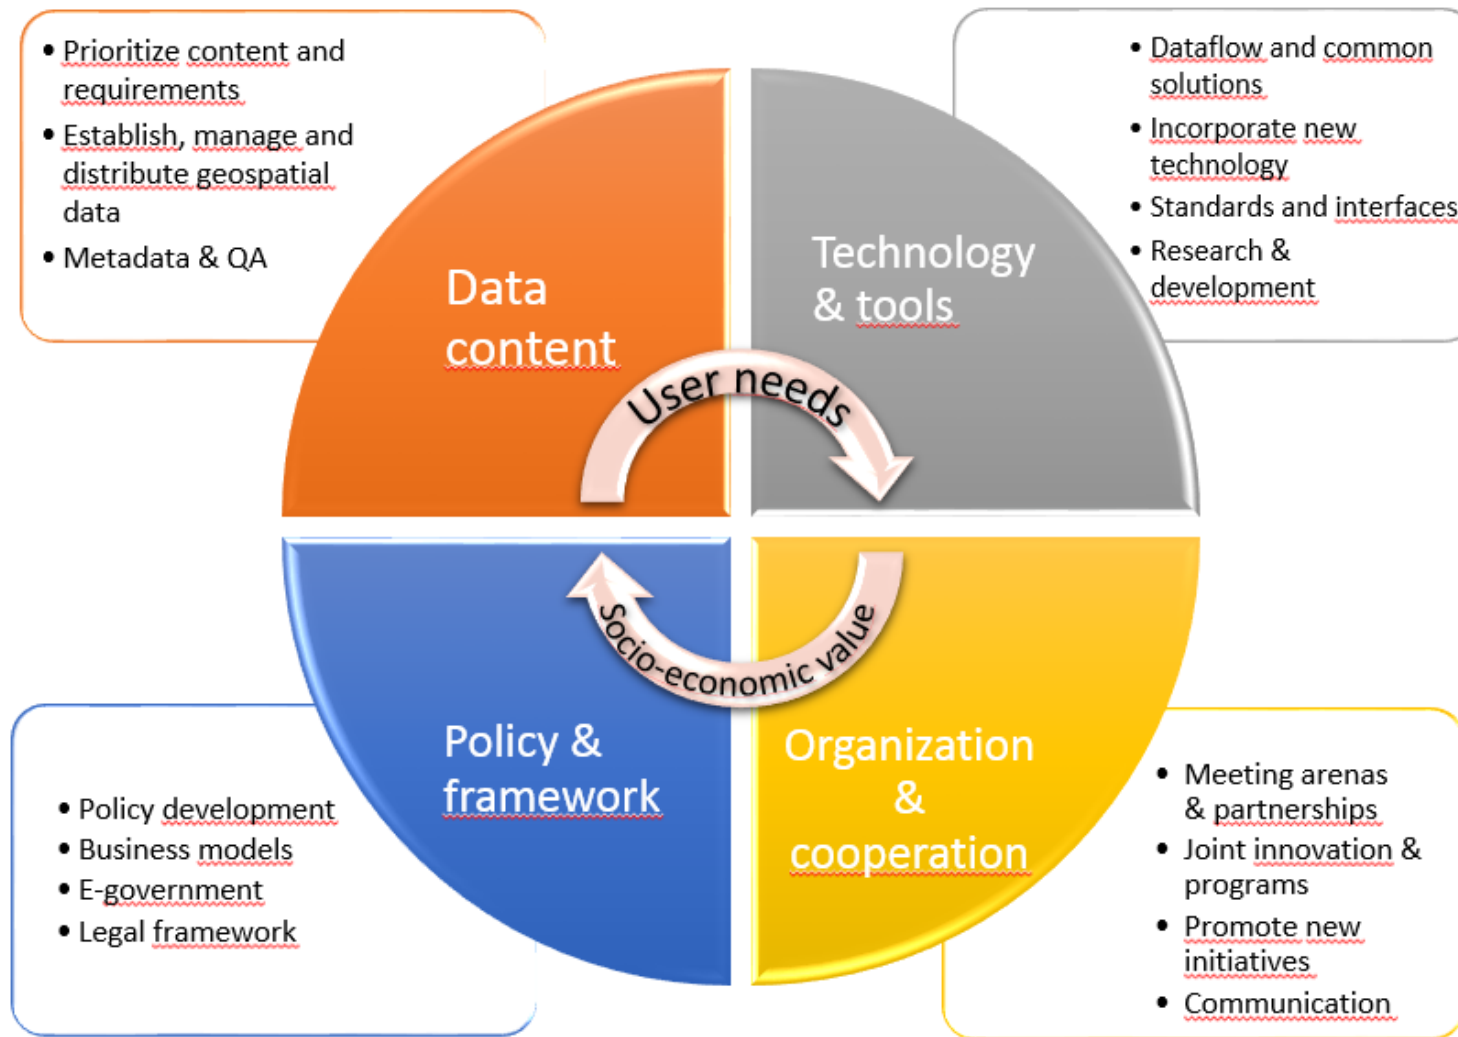 • Prioritize content and
requirements
• Establish, manage and
distribute geospatial
data
• Metadata & QA
• Dataflow and common
solutions
• Incorporate new
technology
• Standards and interfaces
• Research &
development
Data
content
Technology
& tools
User needs
Socio-economic value
Policy &
framework
Organization
&
cooperation
• Policy development
• Business models
• E-government
• Legal framework
• Meeting arenas
& partnerships
• Joint innovation &
programs
• Promote new
initiatives
• Communication